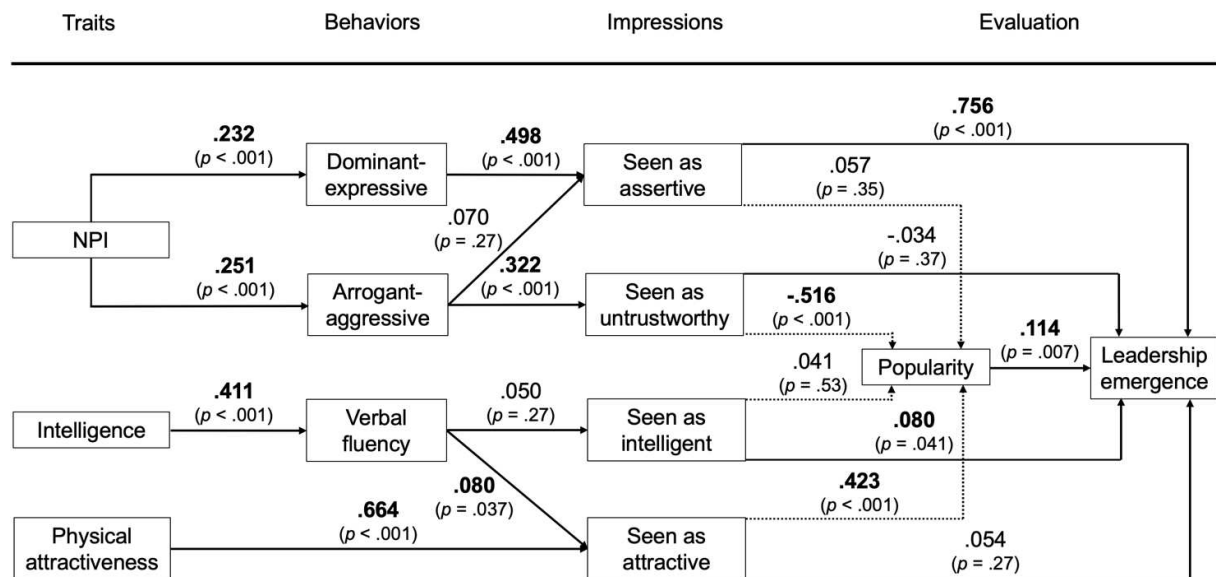 Traits Behaviors Impressions Evaluation
.232
(p < .001)
.498
(p < .001)
.756
(p < .001)
Dominant-
expressive
Seen as
assertive
.057
(p = .35)
NPI
.070
(p = .27)
-.034
(p = .37)
.251
(p < .001)
Arrogant-
aggressive
.322
(p < .001)
Seen as
untrustworthy
-.516
(p < .001)
Popularity
.114
(p = .007)
Leadership
emergence
.041
(p = .53)
Intelligence
.411
(p < .001)
Verbal
fluency
.050
(p = .27)
Seen as
intelligent
.080
(p = .041)
.080
(p = .037)
.423
(p < .001)
Physical
attractiveness
.664
(p < .001)
Seen as
attractive
.054
(p = .27)